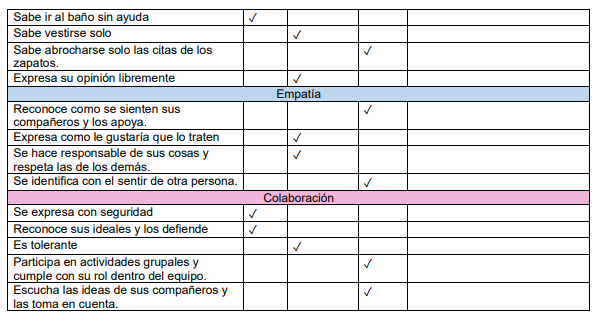 Sabe ir al baño sin ayuda ✓
Sabe vestirse solo ✓
Sabe abrocharse solo las citas de los ✓
zapatos.
Expresa su opinión libremente ✓
Empatía
Reconoce como se sienten sus ✓
compañeros y los apoya.
Expresa como le gustaría que lo traten ✓
Se hace responsable de sus cosas y ✓
respeta las de los demás.
Se identifica con el sentir de otra persona. ✓
Colaboración
Se expresa con seguridad ✓
Reconoce sus ideales y los defiende ✓
Es tolerante ✓
Participa en actividades grupales y ✓
cumple con su rol dentro del equipo.
Escucha las ideas de sus compañeros y ✓
las toma en cuenta.